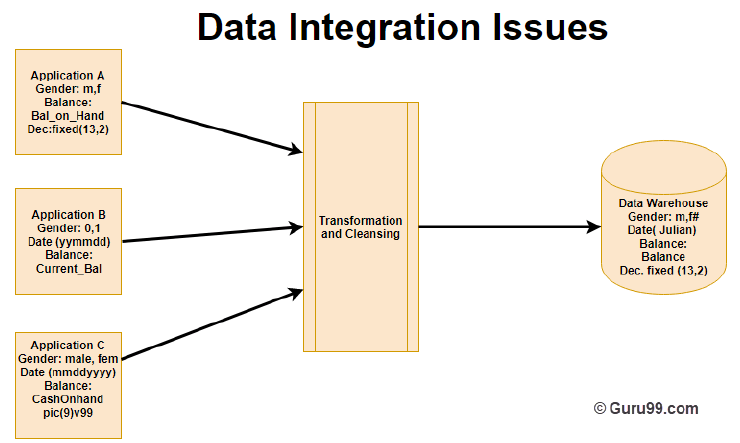 Data Integration Issues
Application A
Gender: m,f
Balance:
Bal_on_Hand
Dec:fixed(13,2)
Application B
Gender: 0,1
Date (yymmdd)
Balance:
Current_Bal
Application C
Gender: male, fem
Date (mmddyyyy)
Balance:
CashOnhand
pic(9)v99
Transformation
and Cleansing
Data Warehouse
Gender: m,f#
Date( Julian)
Balance:
Balance
Dec. fixed (13,2)
© Guru99.com